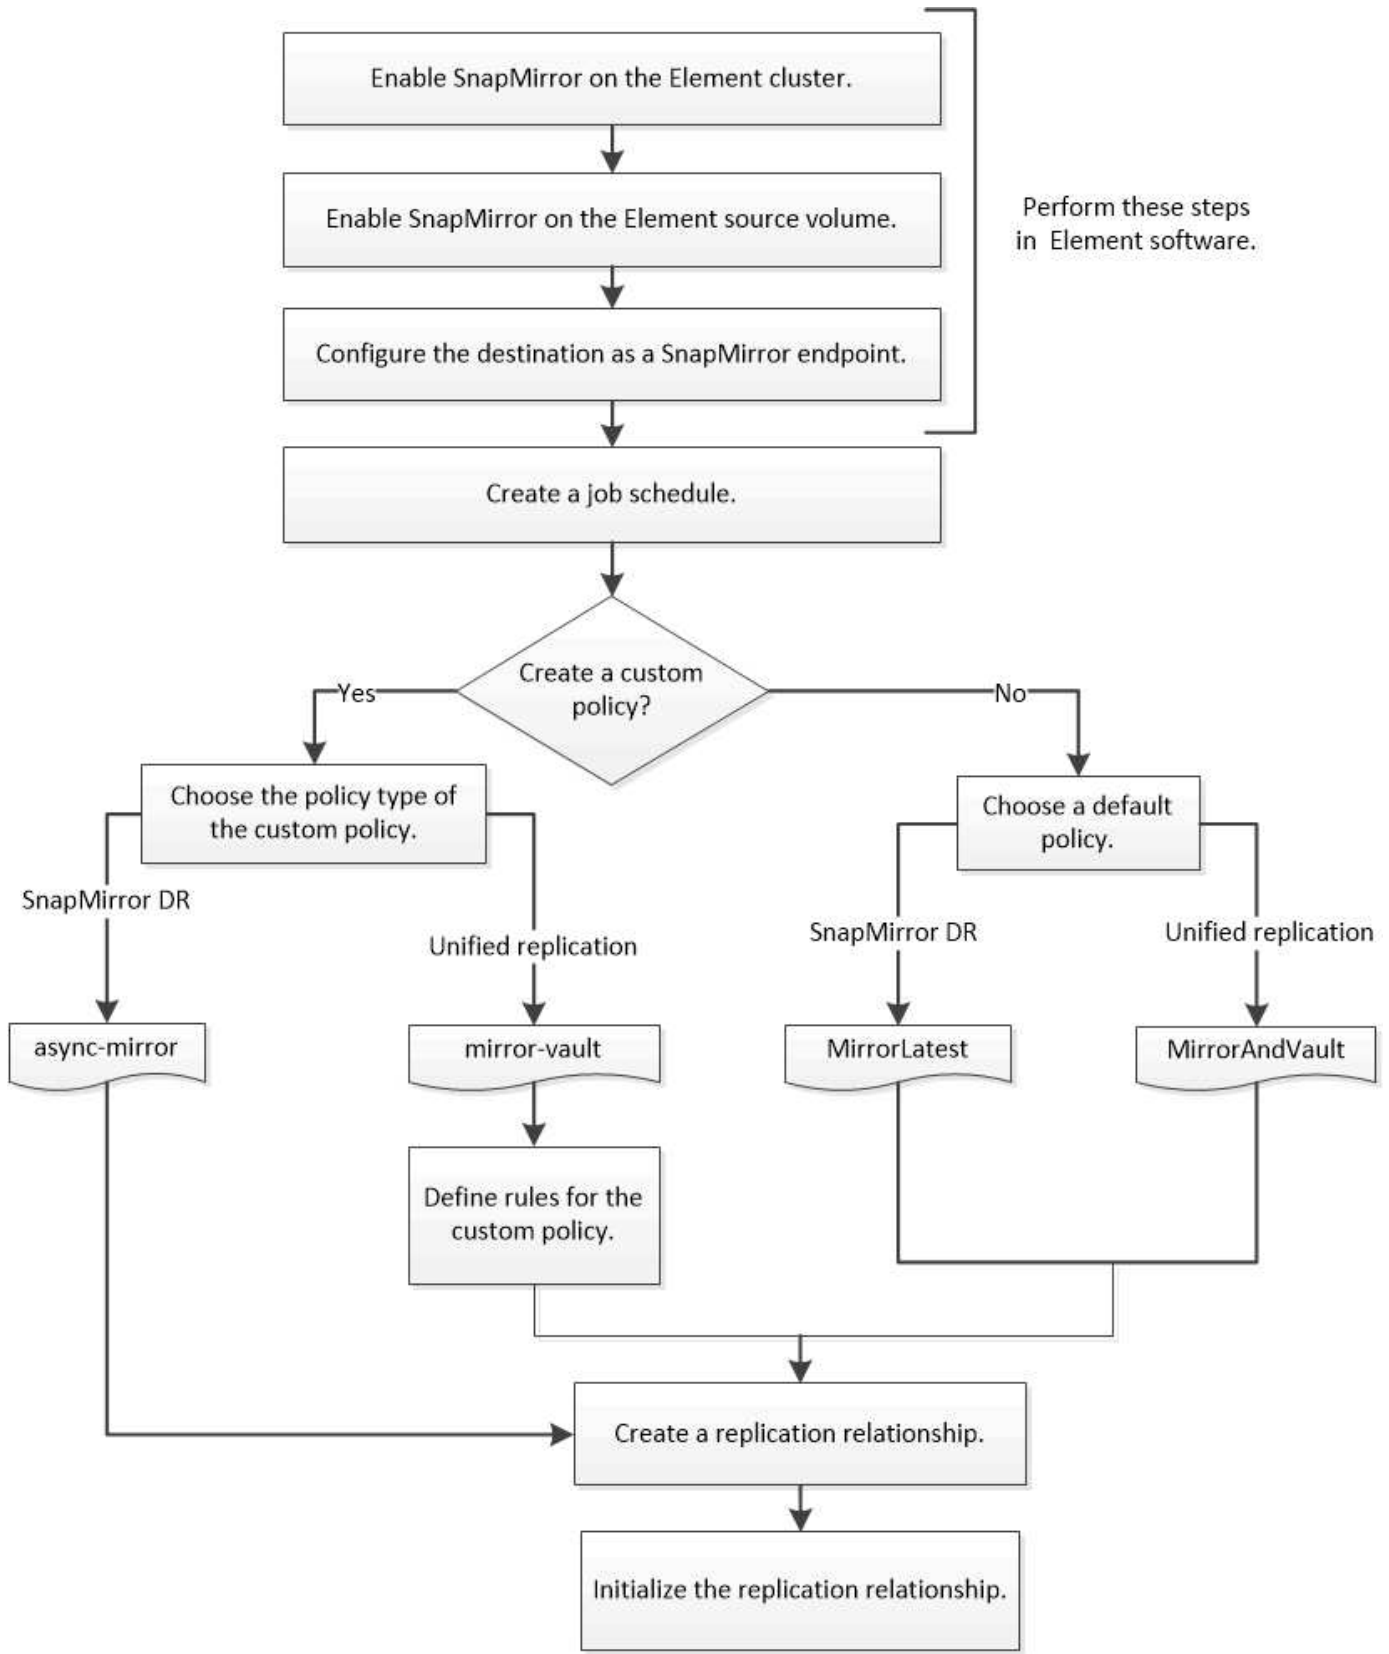 Enable SnapMirror on the Element cluster.
Enable SnapMirror on the Element source volume.
Perform these steps
in Element software.
Configure the destination as a SnapMirror endpoint.
Create a job schedule.
Create a custom
policy?
Yes
No
Choose the policy type of
the custom policy.
Choose a default
policy.
SnapMirror DR
Unified replication
SnapMirror DR
Unified replication
async-mirror
mirror-vault
MirrorLatest
MirrorAndVault
Define rules for the
custom policy.
Create a replication relationship.
Initialize the replication relationship.